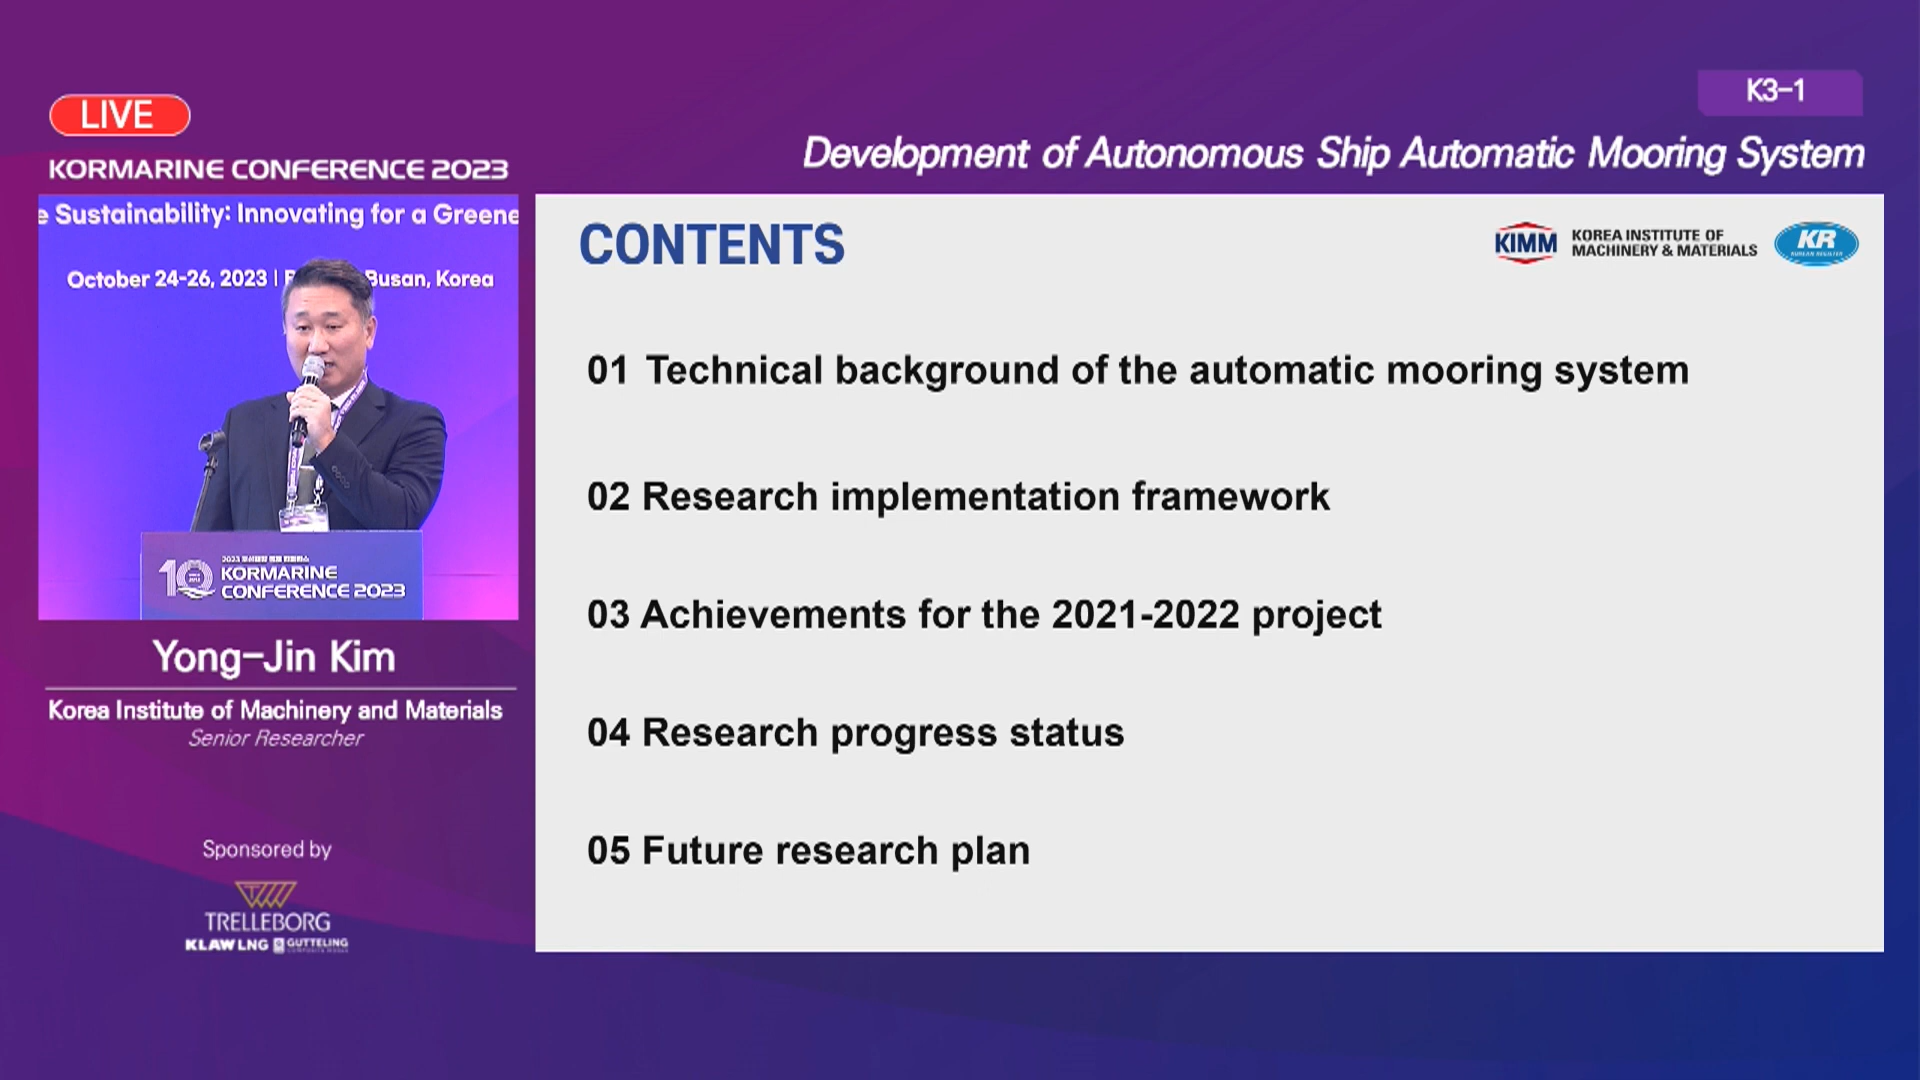 LIVE
KORMARINE CONFERENCE 2023
K3-1
Development of Autonomous Ship Automatic Mooring System
e Sustainability: Innovating for a Greene
October 24-26, 2023 | Busan, Korea
10
KORMARINE
CONFERENCE 2023
Yong-Jin Kim
Korea Institute of Machinery and Materials
Senior Researcher
Sponsored by
TRELLEBORG
KLAW LNG GUTTELING
CONTENTS
KIMM KOREA INSTITUTE OF
MACHINERY & MATERIALS
KR
KOREAN REGISTER
01 Technical background of the automatic mooring system
02 Research implementation framework
03 Achievements for the 2021-2022 project
04 Research progress status
05 Future research plan